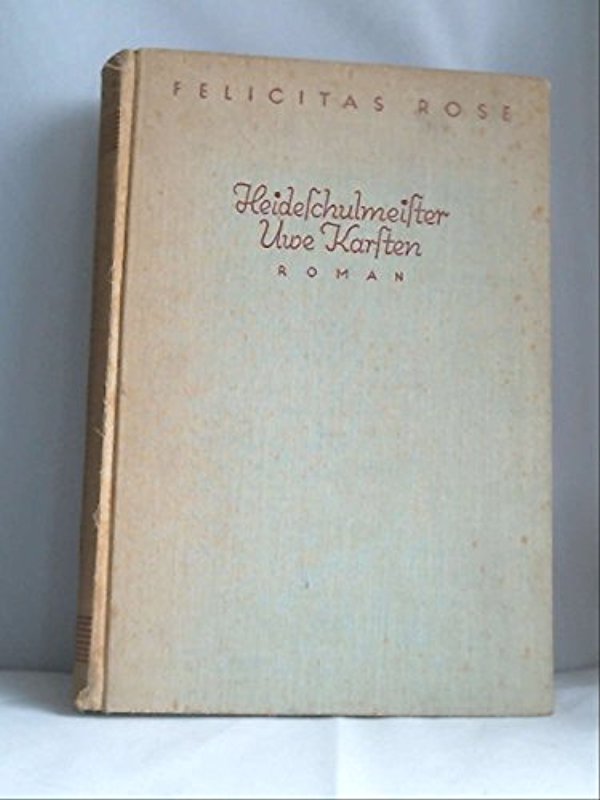 FELICITAS ROSE
Heideſchulmeiſter
Uwe Karſten
ROMAN